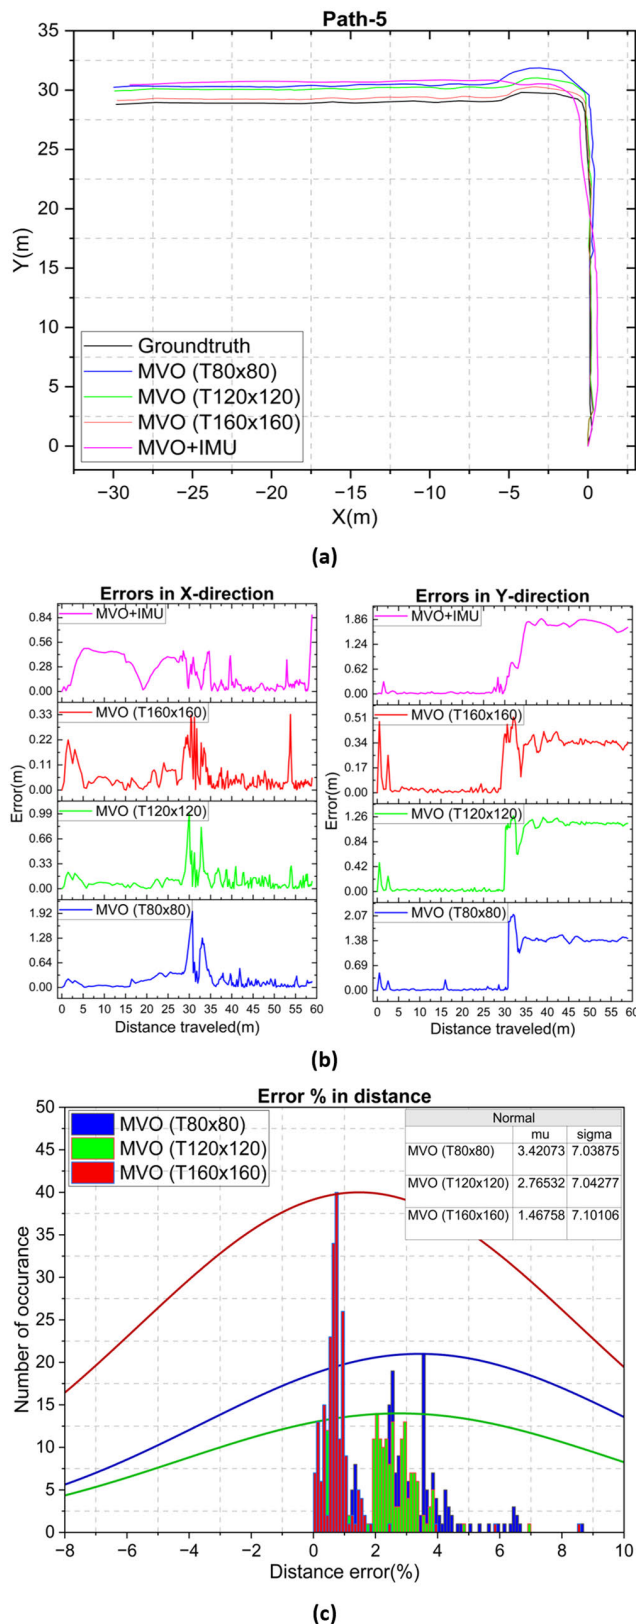 Path-5
35
30
25
20
15
10
5
0
Y(m)
Groundtruth
MVO (T80x80)
MVO (T120x120)
MVO (T160x160)
MVO+IMU
−30 −25 −20 −15 −10 −5 0
X(m)
(a)
Errors in X-direction
Error(m)
MVO+IMU
0.84
0.56
0.28
0.00
MVO (T160x160)
0.33
0.22
0.11
0.00
MVO (T120x120)
0.99
0.66
0.33
0.00
MVO (T80x80)
1.92
1.28
0.64
0.00
0 5 10 15 20 25 30 35 40 45 50 55 60
Distance traveled(m)
Errors in Y-direction
Error(m)
MVO+IMU
1.86
1.24
0.62
0.00
MVO (T160x160)
0.51
0.34
0.17
0.00
MVO (T120x120)
1.26
0.84
0.42
0.00
MVO (T80x80)
2.07
1.38
0.69
0.00
0 5 10 15 20 25 30 35 40 45 50 55 60
Distance traveled(m)
(b)
Error % in distance
50
45
40
35
30
25
20
15
10
5
0
Number of occurance
MVO (T80x80)
MVO (T120x120)
MVO (T160x160)
Normal
mu sigma
MVO (T80x80) 3.42073 7.03875
MVO (T120x120) 2.76532 7.04277
MVO (T160x160) 1.46758 7.10106
−8 −6 −4 −2 0 2 4 6 8 10
Distance error(%)
(c)